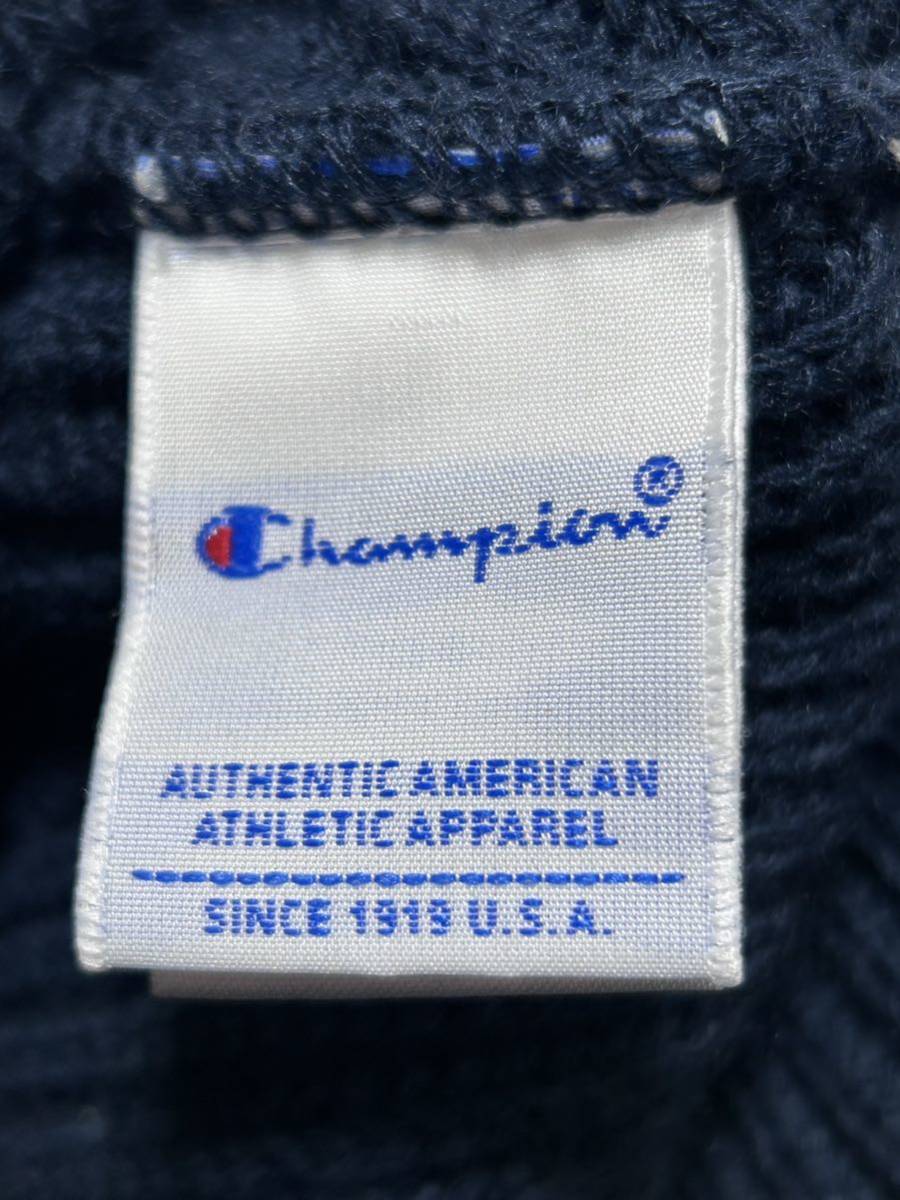 Champion®
AUTHENTIC AMERICAN
ATHLETIC APPAREL
SINCE 1919 U.S.A.